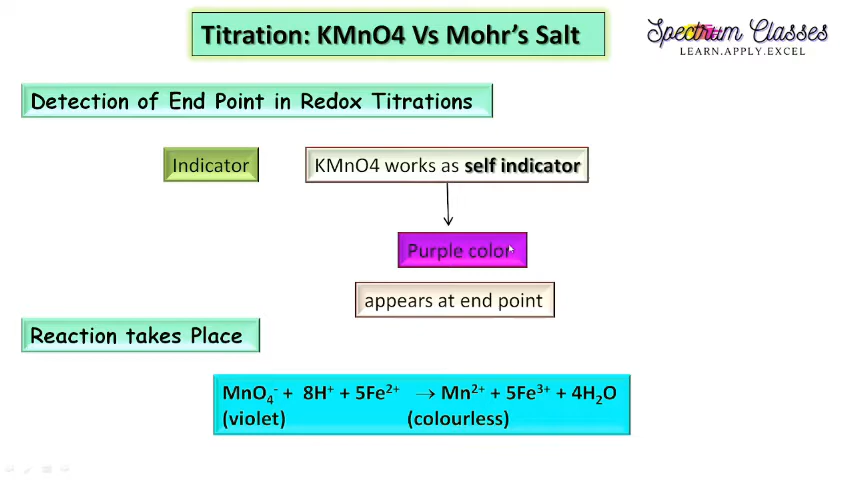 Titration: KMnO4 Vs Mohr's Salt
Spectrum Classes
LEARN.APPLY.EXCEL
Detection of End Point in Redox Titrations
Indicator
KMnO4 works as self indicator
Purple color
appears at end point
Reaction takes Place
MnO₄⁻ + 8H⁺ + 5Fe²⁺ → Mn²⁺ + 5Fe³⁺ + 4H₂O
(violet) (colourless)